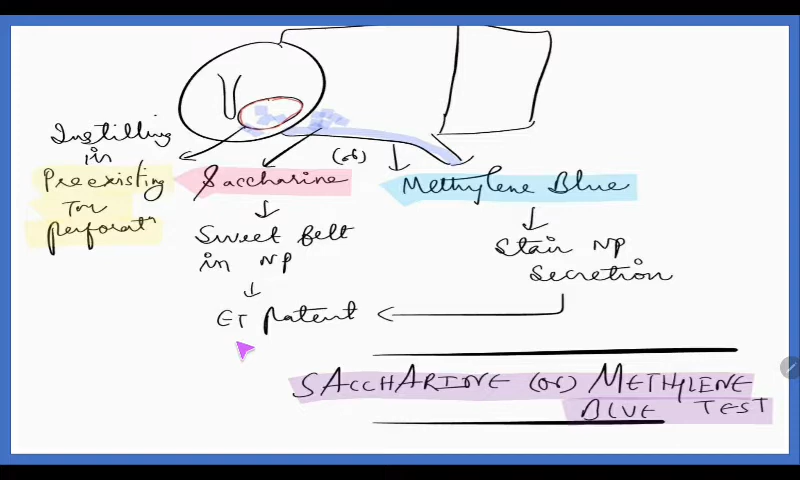 Instilling
in
Preexisting
TM
perforatⁿ
(or)
Saccharine
Methylene Blue
Sweet felt
in NP
Stain NP
Secretion
ET patent
SACCHARINE (or) METHYLENE
BLUE TEST